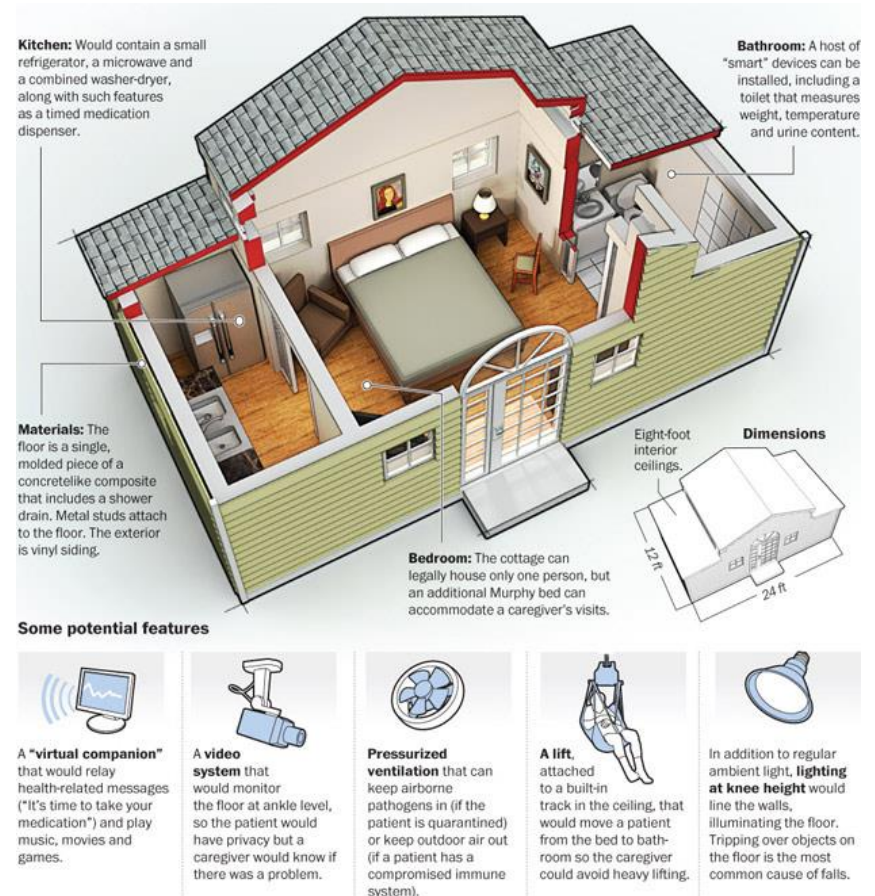 Kitchen: Would contain a small
refrigerator, a microwave and
a combined washer-dryer,
along with such features
as a timed medication
dispenser.
Bathroom: A host of
"smart" devices can be
installed, including a
toilet that measures
weight, temperature
and urine content.
Materials: The
floor is a single,
molded piece of a
concretelike composite
that includes a shower
drain. Metal studs attach
to the floor. The exterior
is vinyl siding.
Bedroom: The cottage can
legally house only one person, but
an additional Murphy bed can
accommodate a caregiver's visits.
Eight-foot
interior
ceilings.
Dimensions
12 ft
24 ft
Some potential features
A "virtual companion"
that would relay
health-related messages
("It's time to take your
medication") and play
music, movies and
games.
A video
system that
would monitor
the floor at ankle level,
so the patient would
have privacy but a
caregiver would know if
there was a problem.
Pressurized
ventilation that can
keep airborne
pathogens in (if the
patient is quarantined)
or keep outdoor air out
(if a patient has a
compromised immune
system).
A lift,
attached
to a built-in
track in the ceiling, that
would move a patient
from the bed to bath-
room so the caregiver
could avoid heavy lifting.
In addition to regular
ambient light, lighting
at knee height would
line the walls,
illuminating the floor.
Tripping over objects on
the floor is the most
common cause of falls.